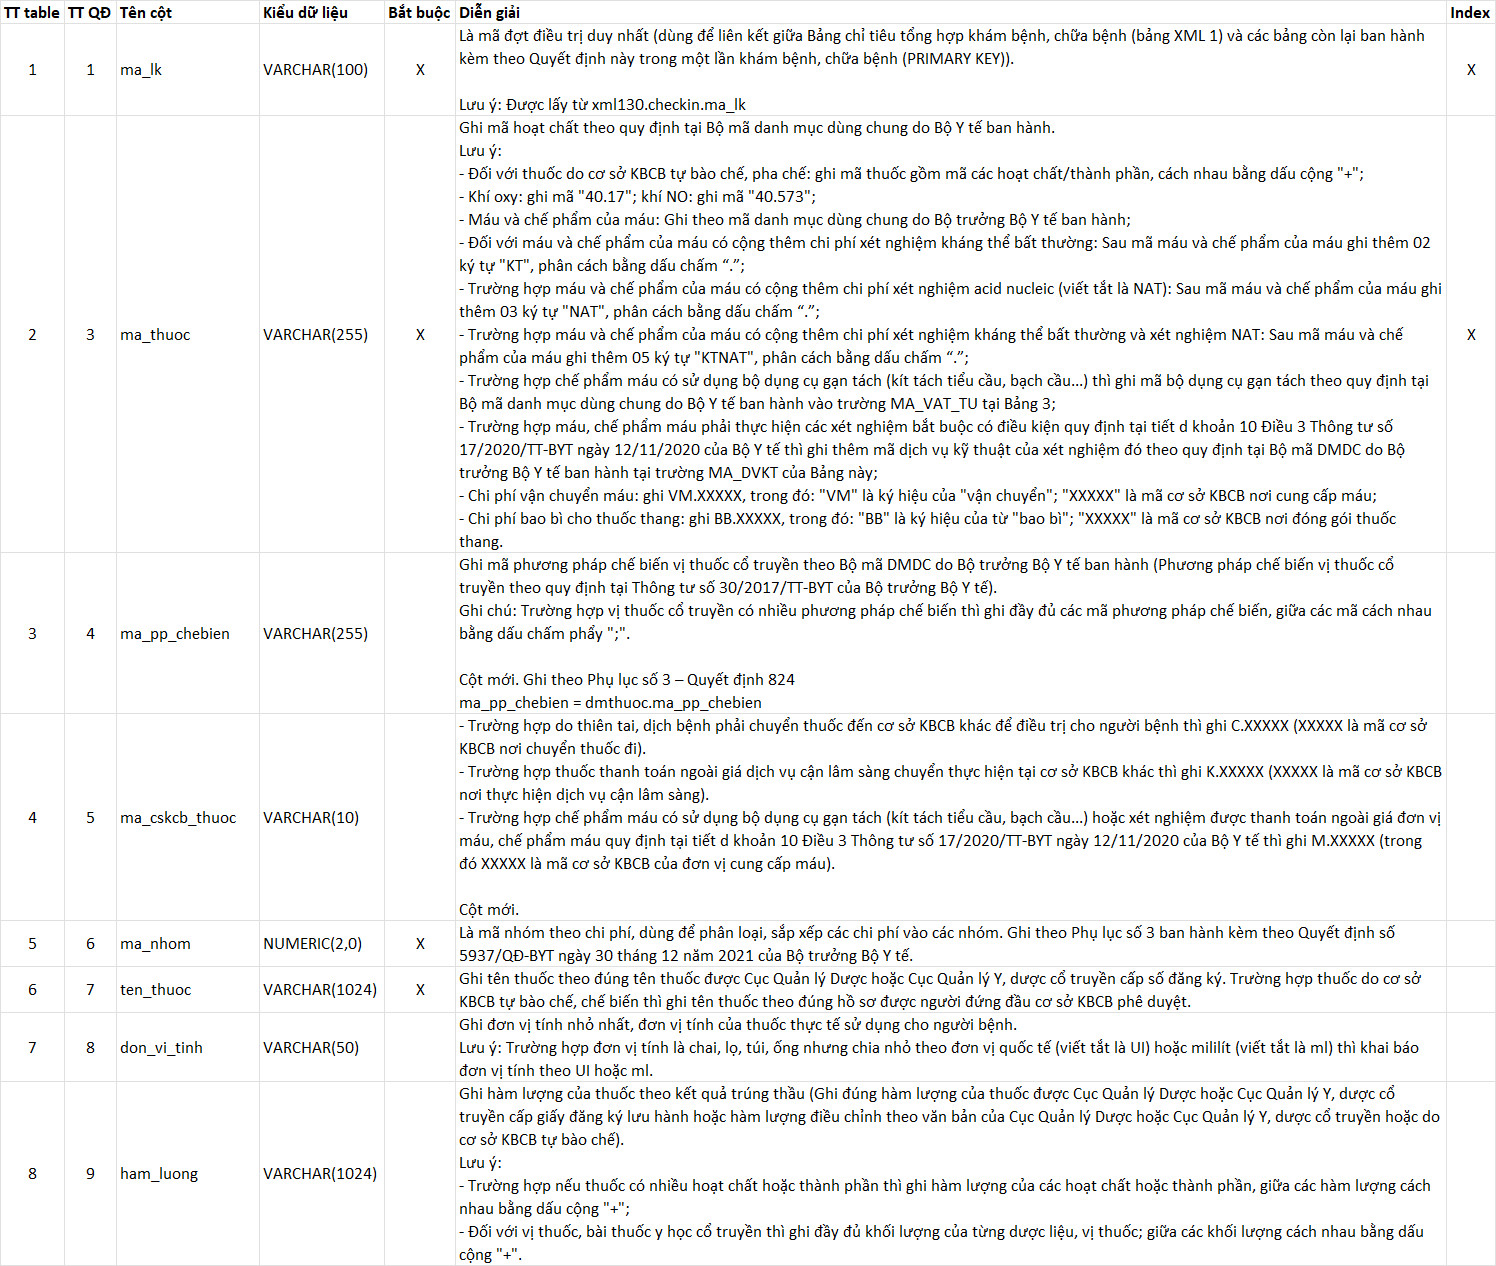 TT table TT QĐ Tên cột Kiểu dữ liệu Bắt buộc Diễn giải Index
1 1 ma_lk VARCHAR(100) X X
Là mã đợt điều trị duy nhất (dùng để liên kết giữa Bảng chỉ tiêu tổng hợp khám bệnh, chữa bệnh (bảng XML 1) và các bảng còn lại ban hành
kèm theo Quyết định này trong một lần khám bệnh, chữa bệnh (PRIMARY KEY)).
Lưu ý: Được lấy từ xml130.checkin.ma_lk
2 3 ma_thuoc VARCHAR(255) X X
Ghi mã hoạt chất theo quy định tại Bộ mã danh mục dùng chung do Bộ Y tế ban hành.
Lưu ý:
- Đối với thuốc do cơ sở KBCB tự bào chế, pha chế: ghi mã thuốc gồm mã các hoạt chất/thành phần, cách nhau bằng dấu cộng "+";
- Khí oxy: ghi mã "40.17"; khí NO: ghi mã "40.573";
- Máu và chế phẩm của máu: Ghi theo mã danh mục dùng chung do Bộ trưởng Bộ Y tế ban hành;
- Đối với máu và chế phẩm của máu có cộng thêm chi phí xét nghiệm kháng thể bất thường: Sau mã máu và chế phẩm của máu ghi thêm 02
ký tự "KT", phân cách bằng dấu chấm “.”;
- Trường hợp máu và chế phẩm của máu có cộng thêm chi phí xét nghiệm acid nucleic (viết tắt là NAT): Sau mã máu và chế phẩm của máu ghi
thêm 03 ký tự "NAT", phân cách bằng dấu chấm “.”;
- Trường hợp máu và chế phẩm của máu có cộng thêm chi phí xét nghiệm kháng thể bất thường và xét nghiệm NAT: Sau mã máu và chế
phẩm của máu ghi thêm 05 ký tự "KTNAT", phân cách bằng dấu chấm “.”;
- Trường hợp chế phẩm máu có sử dụng bộ dụng cụ gạn tách (kít tách tiểu cầu, bạch cầu...) thì ghi mã bộ dụng cụ gạn tách theo quy định tại
Bộ mã danh mục dùng chung do Bộ Y tế ban hành vào trường MA_VAT_TU tại Bảng 3;
- Trường hợp máu, chế phẩm máu phải thực hiện các xét nghiệm bắt buộc có điều kiện quy định tại tiết d khoản 10 Điều 3 Thông tư số
17/2020/TT-BYT ngày 12/11/2020 của Bộ Y tế thì ghi thêm mã dịch vụ kỹ thuật của xét nghiệm đó theo quy định tại Bộ mã DMDC do Bộ
trưởng Bộ Y tế ban hành tại trường MA_DVKT của Bảng này;
- Chi phí vận chuyển máu: ghi VM.XXXXX, trong đó: "VM" là ký hiệu của "vận chuyển"; "XXXXX" là mã cơ sở KBCB nơi cung cấp máu;
- Chi phí bao bì cho thuốc thang: ghi BB.XXXXX, trong đó: "BB" là ký hiệu của từ "bao bì"; "XXXXX" là mã cơ sở KBCB nơi đóng gói thuốc
thang.
3 4 ma_pp_chebien VARCHAR(255)
Ghi mã phương pháp chế biến vị thuốc cổ truyền theo Bộ mã DMDC do Bộ trưởng Bộ Y tế ban hành (Phương pháp chế biến vị thuốc cổ
truyền theo quy định tại Thông tư số 30/2017/TT-BYT của Bộ trưởng Bộ Y tế).
Ghi chú: Trường hợp vị thuốc cổ truyền có nhiều phương pháp chế biến thì ghi đầy đủ các mã phương pháp chế biến, giữa các mã cách nhau
bằng dấu chấm phẩy ";".
Cột mới. Ghi theo Phụ lục số 3 – Quyết định 824
ma_pp_chebien = dmthuoc.ma_pp_chebien
4 5 ma_cskcb_thuoc VARCHAR(10)
- Trường hợp do thiên tai, dịch bệnh phải chuyển thuốc đến cơ sở KBCB khác để điều trị cho người bệnh thì ghi C.XXXXX (XXXXX là mã cơ sở
KBCB nơi chuyển thuốc đi).
- Trường hợp thuốc thanh toán ngoài giá dịch vụ cận lâm sàng chuyển thực hiện tại cơ sở KBCB khác thì ghi K.XXXXX (XXXXX là mã cơ sở KBCB
nơi thực hiện dịch vụ cận lâm sàng).
- Trường hợp chế phẩm máu có sử dụng bộ dụng cụ gạn tách (kít tách tiểu cầu, bạch cầu...) hoặc xét nghiệm được thanh toán ngoài giá đơn vị
máu, chế phẩm máu quy định tại tiết d khoản 10 Điều 3 Thông tư số 17/2020/TT-BYT ngày 12/11/2020 của Bộ Y tế thì ghi M.XXXXX (trong
đó XXXXX là mã cơ sở KBCB của đơn vị cung cấp máu).
Cột mới.
5 6 ma_nhom NUMERIC(2,0) X
Là mã nhóm theo chi phí, dùng để phân loại, sắp xếp các chi phí vào các nhóm. Ghi theo Phụ lục số 3 ban hành kèm theo Quyết định số
5937/QĐ-BYT ngày 30 tháng 12 năm 2021 của Bộ trưởng Bộ Y tế.
6 7 ten_thuoc VARCHAR(1024) X
Ghi tên thuốc theo đúng tên thuốc được Cục Quản lý Dược hoặc Cục Quản lý Y, dược cổ truyền cấp số đăng ký. Trường hợp thuốc do cơ sở
KBCB tự bào chế, chế biến thì ghi tên thuốc theo đúng hồ sơ được người đứng đầu cơ sở KBCB phê duyệt.
7 8 don_vi_tinh VARCHAR(50)
Ghi đơn vị tính nhỏ nhất, đơn vị tính của thuốc thực tế sử dụng cho người bệnh.
Lưu ý: Trường hợp đơn vị tính là chai, lọ, túi, ống nhưng chia nhỏ theo đơn vị quốc tế (viết tắt là UI) hoặc mililít (viết tắt là ml) thì khai báo
đơn vị tính theo UI hoặc ml.
8 9 ham_luong VARCHAR(1024)
Ghi hàm lượng của thuốc theo kết quả trúng thầu (Ghi đúng hàm lượng của thuốc được Cục Quản lý Dược hoặc Cục Quản lý Y, dược cổ
truyền cấp giấy đăng ký lưu hành hoặc hàm lượng điều chỉnh theo văn bản của Cục Quản lý Dược hoặc Cục Quản lý Y, dược cổ truyền hoặc do
cơ sở KBCB tự bào chế).
Lưu ý:
- Trường hợp nếu thuốc có nhiều hoạt chất hoặc thành phần thì ghi hàm lượng của các hoạt chất hoặc thành phần, giữa các hàm lượng cách
nhau bằng dấu cộng "+";
- Đối với vị thuốc, bài thuốc y học cổ truyền thì ghi đầy đủ khối lượng của từng dược liệu, vị thuốc; giữa các khối lượng cách nhau bằng dấu
cộng "+".